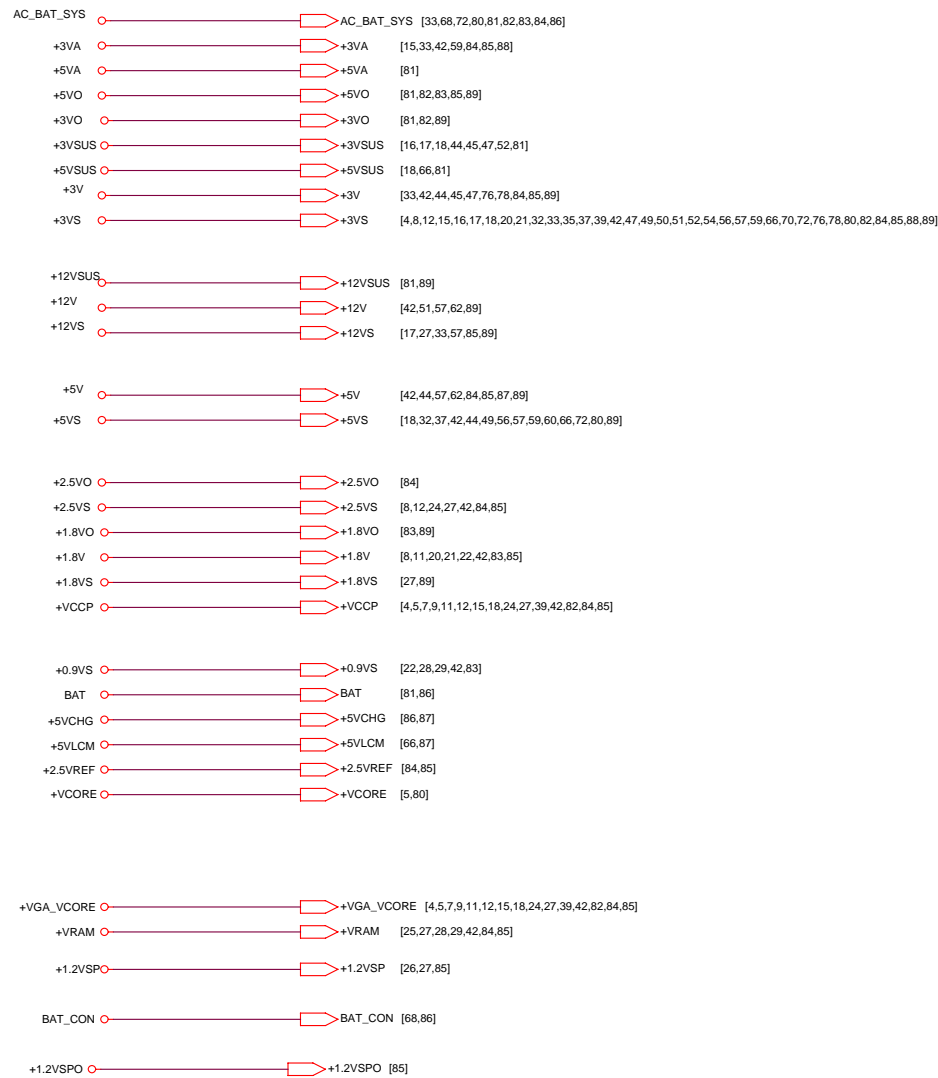 AC_BAT_SYS AC_BAT_SYS [33,68,72,80,81,82,83,84,86]
+3VA +3VA [15,33,42,59,84,85,88]
+5VA +5VA [81]
+5VO +5VO [81,82,83,85,89]
+3VO +3VO [81,82,89]
+3VSUS +3VSUS [16,17,18,44,45,47,52,81]
+5VSUS +5VSUS [18,66,81]
+3V +3V [33,42,44,45,47,76,78,84,85,89]
+3VS +3VS [4,8,12,15,16,17,18,20,21,32,33,35,37,39,42,47,49,50,51,52,54,56,57,59,66,70,72,76,78,80,82,84,85,88,89]
+12VSUS +12VSUS [81,89]
+12V +12V [42,51,57,62,89]
+12VS +12VS [17,27,33,57,85,89]
+5V +5V [42,44,57,62,84,85,87,89]
+5VS +5VS [18,32,37,42,44,49,56,57,59,60,66,72,80,89]
+2.5VO +2.5VO [84]
+2.5VS +2.5VS [8,12,24,27,42,84,85]
+1.8VO +1.8VO [83,89]
+1.8V +1.8V [8,11,20,21,22,42,83,85]
+1.8VS +1.8VS [27,89]
+VCCP +VCCP [4,5,7,9,11,12,15,18,24,27,39,42,82,84,85]
+0.9VS +0.9VS [22,28,29,42,83]
BAT BAT [81,86]
+5VCHG +5VCHG [86,87]
+5VLCM +5VLCM [66,87]
+2.5VREF +2.5VREF [84,85]
+VCORE +VCORE [5,80]
+VGA_VCORE +VGA_VCORE [4,5,7,9,11,12,15,18,24,27,39,42,82,84,85]
+VRAM +VRAM [25,27,28,29,42,84,85]
+1.2VSP +1.2VSP [26,27,85]
BAT_CON BAT_CON [68,86]
+1.2VSPO +1.2VSPO [85]